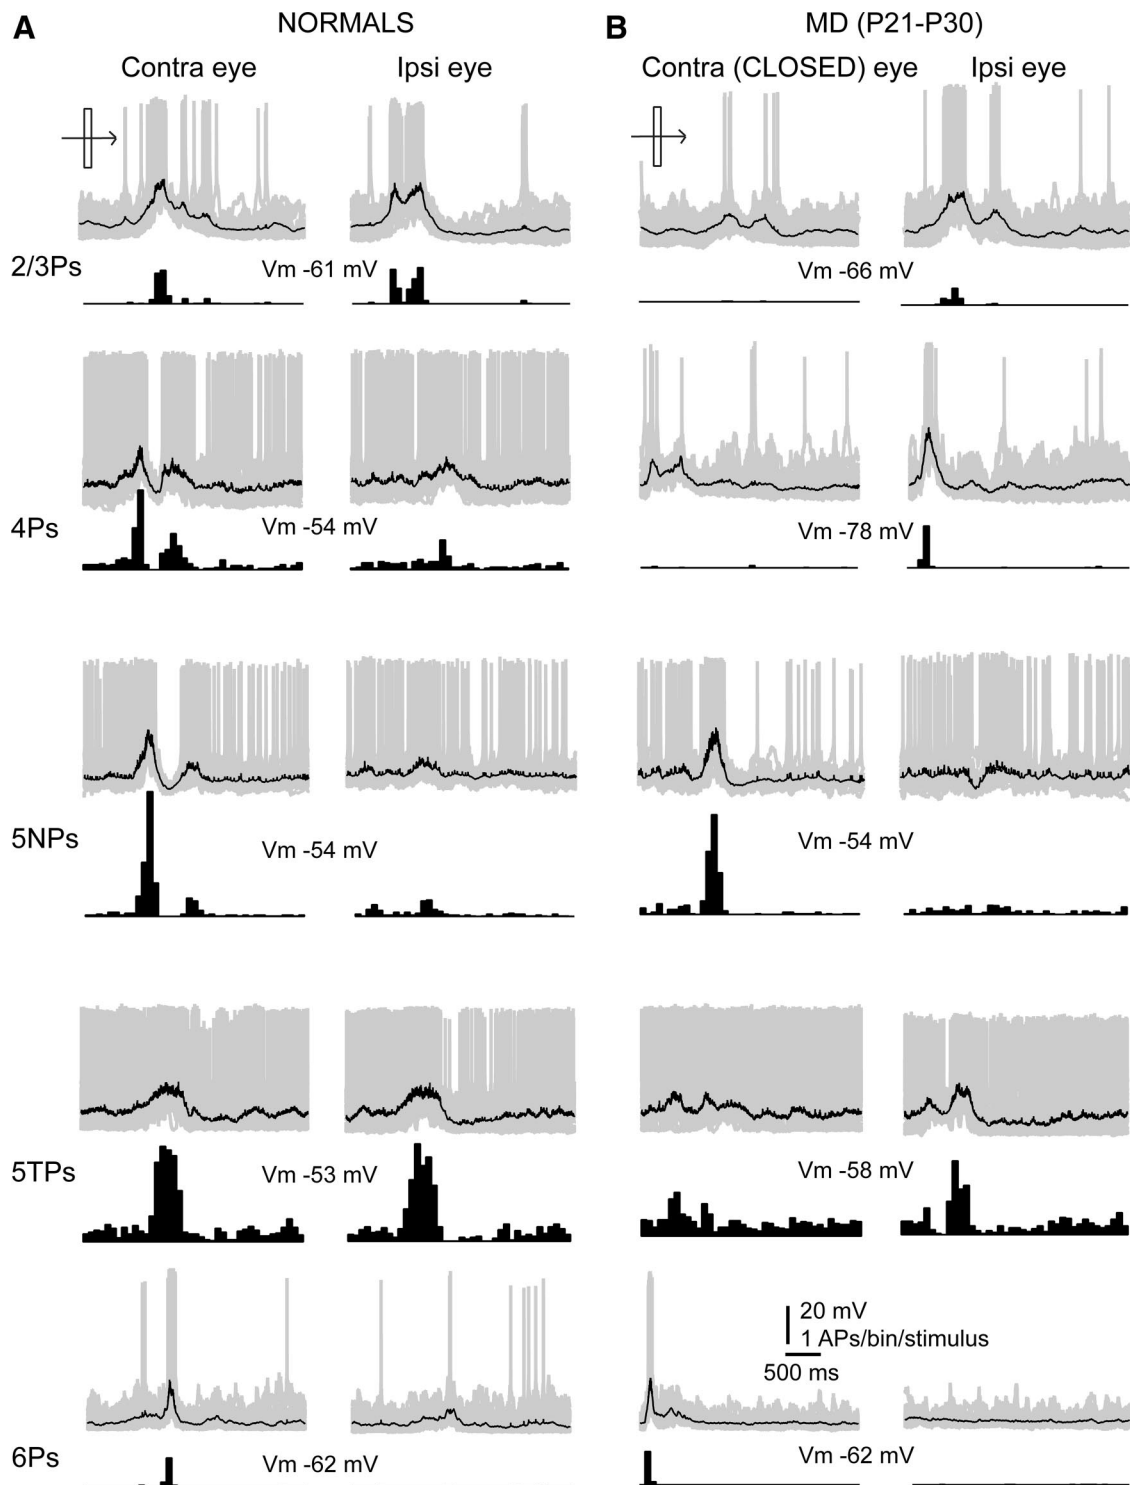 A NORMALS B MD (P21-P30)
Contra eye Ipsi eye Contra (CLOSED) eye Ipsi eye
2/3Ps Vm -61 mV Vm -66 mV
4Ps Vm -54 mV Vm -78 mV
5NPs Vm -54 mV Vm -54 mV
5TPs Vm -53 mV Vm -58 mV
20 mV
1 APs/bin/stimulus
500 ms
6Ps Vm -62 mV Vm -62 mV